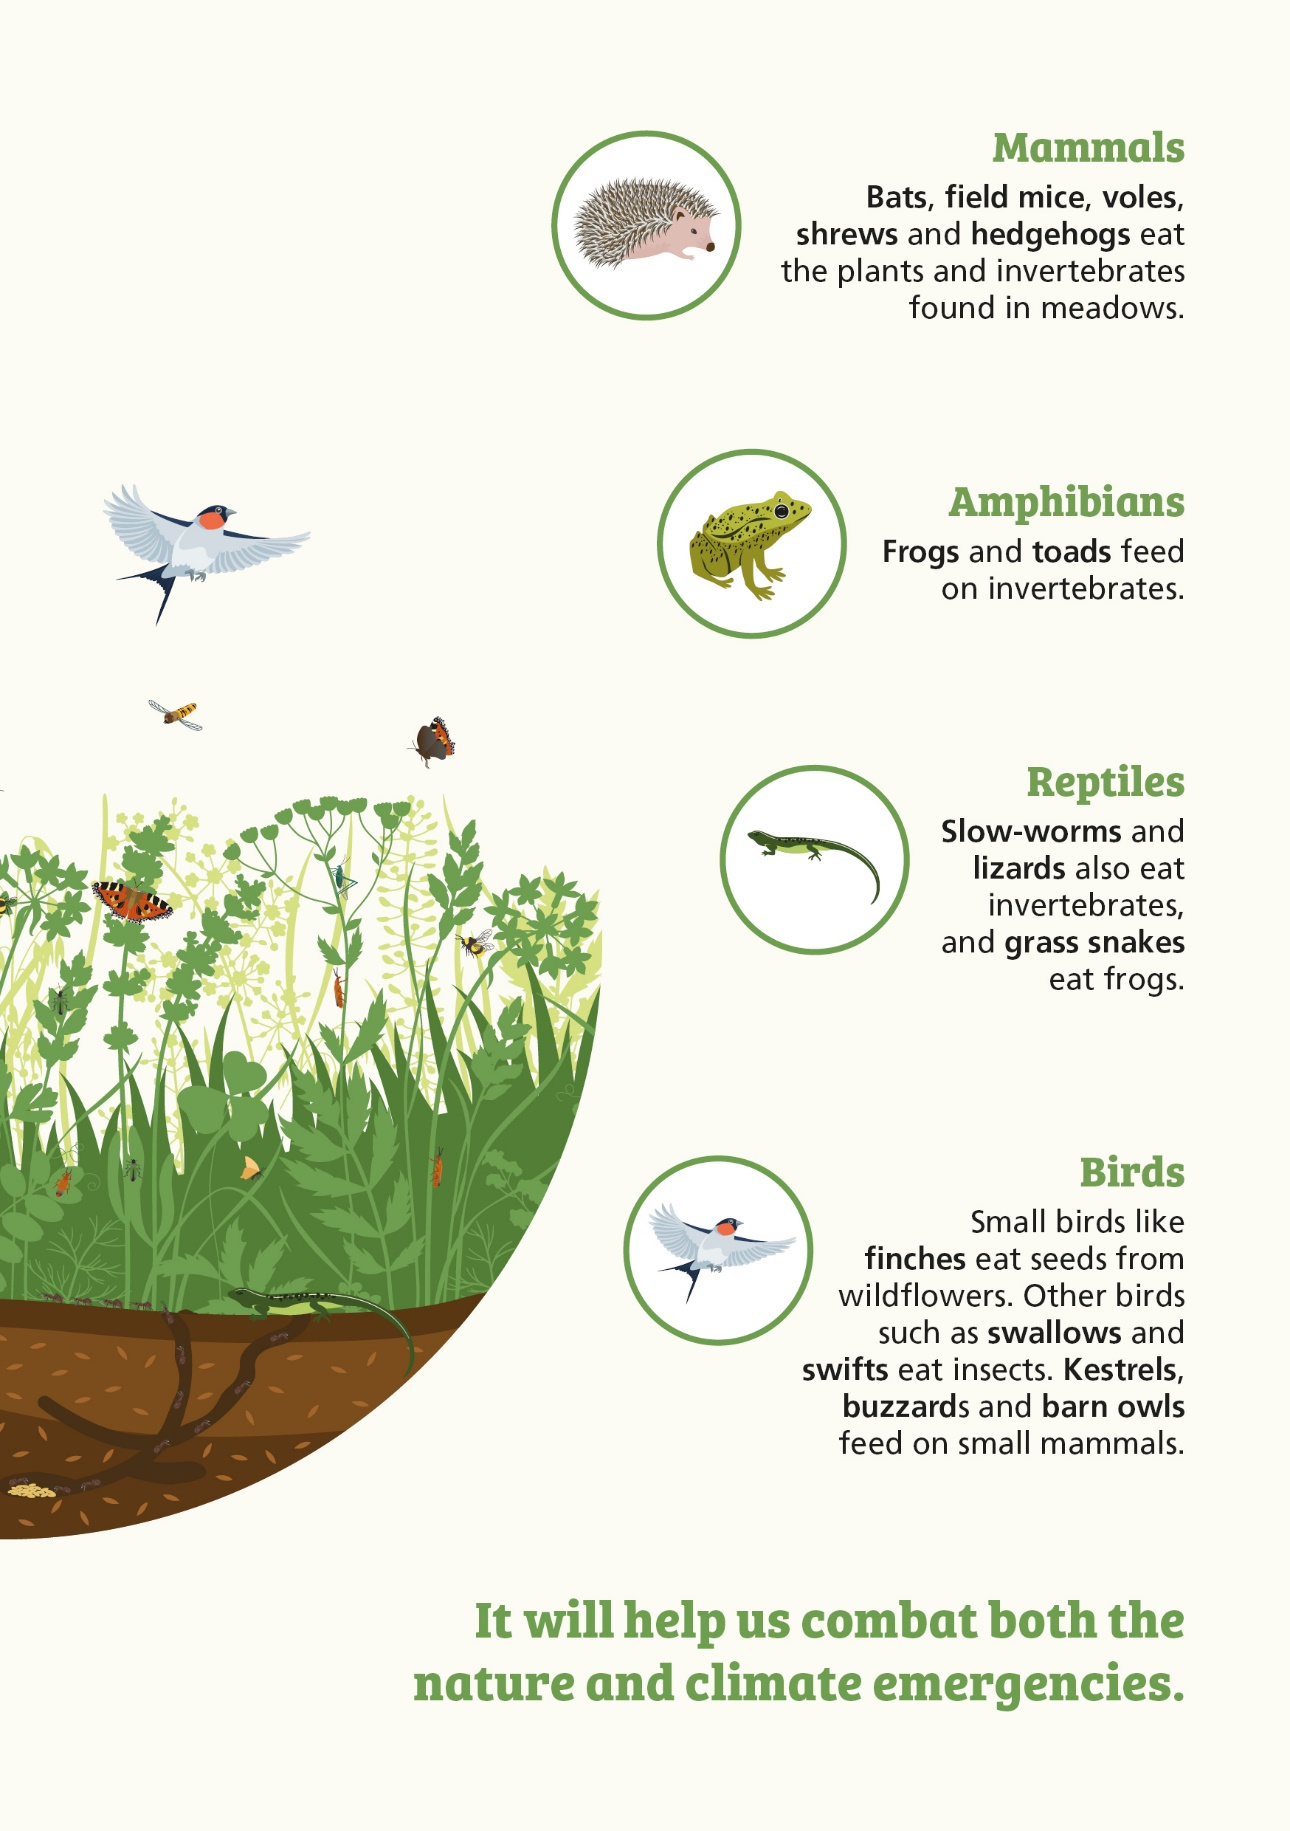 Mammals
Bats, field mice, voles,
shrews and hedgehogs eat
the plants and invertebrates
found in meadows.
Amphibians
Frogs and toads feed
on invertebrates.
Reptiles
Slow-worms and
lizards also eat
invertebrates,
and grass snakes
eat frogs.
Birds
Small birds like
finches eat seeds from
wildflowers. Other birds
such as swallows and
swifts eat insects. Kestrels,
buzzards and barn owls
feed on small mammals.
It will help us combat both the
nature and climate emergencies.